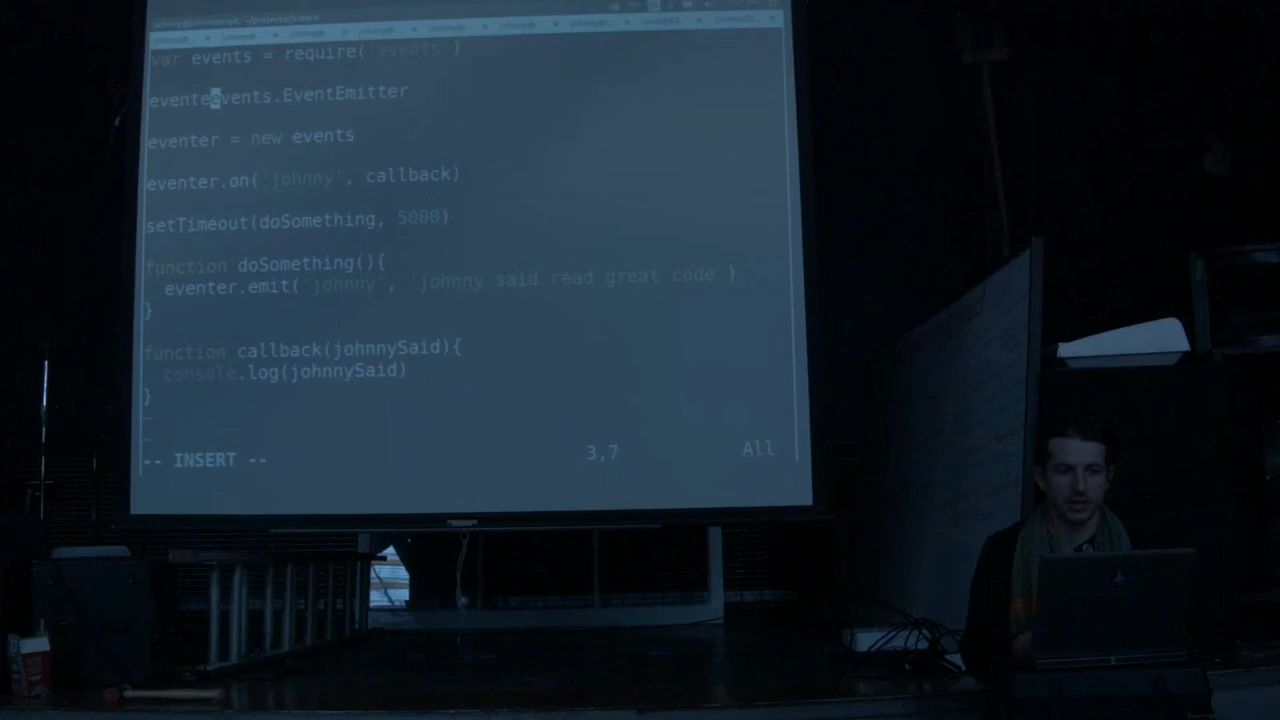 var events = require('events')
eventeevents.EventEmitter
eventer = new events
eventer.on('johnny', callback)
setTimeout(doSomething, 5000)
function doSomething(){
eventer.emit('johnny', 'johnny said read great code')
}
function callback(johnnySaid){
console.log(johnnySaid)
}
~
~
-- INSERT -- 3,7 All